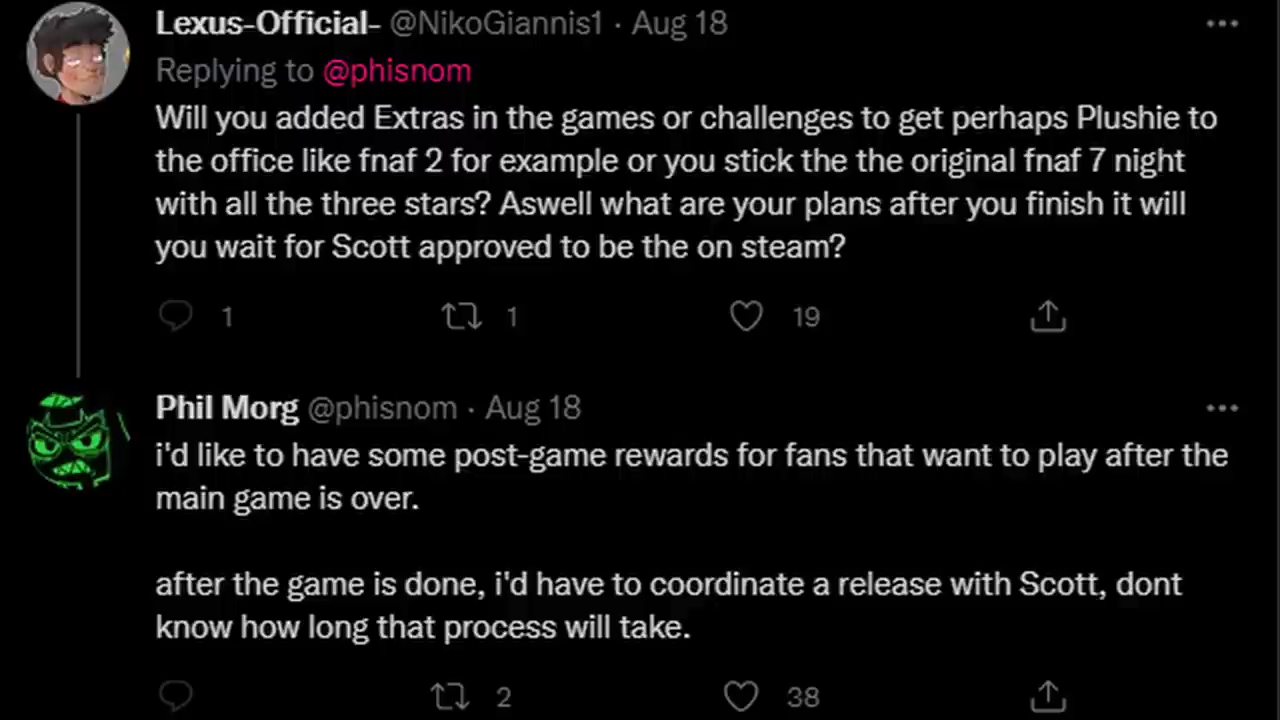 Lexus-Official- @NikoGiannis1 · Aug 18
Replying to @phisnom
Will you added Extras in the games or challenges to get perhaps Plushie to
the office like fnaf 2 for example or you stick the the original fnaf 7 night
with all the three stars? Aswell what are your plans after you finish it will
you wait for Scott approved to be the on steam?
1 1 19
Phil Morg @phisnom · Aug 18
i'd like to have some post-game rewards for fans that want to play after the
main game is over.
after the game is done, i'd have to coordinate a release with Scott, dont
know how long that process will take.
2 38